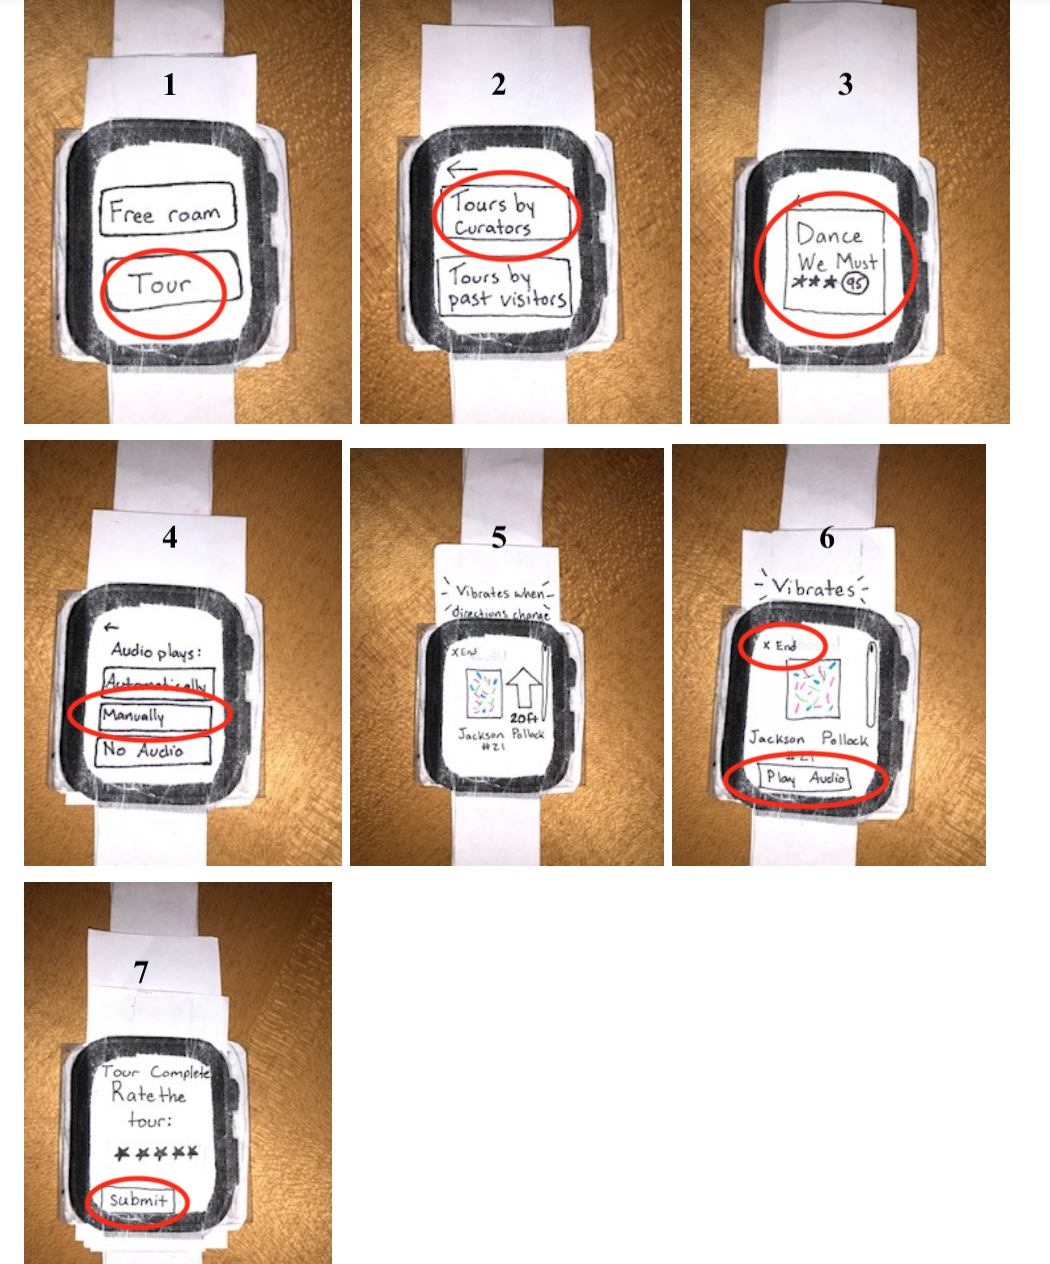 1
Free roam
Tour
2
←
Tours by
Curators
Tours by
past visitors
3
Dance
We Must
★★★ 95
4
←
Audio plays:
Automatically
Manually
No Audio
5
Vibrates when
directions change
x End
20ft
Jackson Pollock
#21
6
Vibrates
x End
Jackson Pollock
#21
Play Audio
7
Tour Complete
Rate the
tour:
★★★★★
Submit